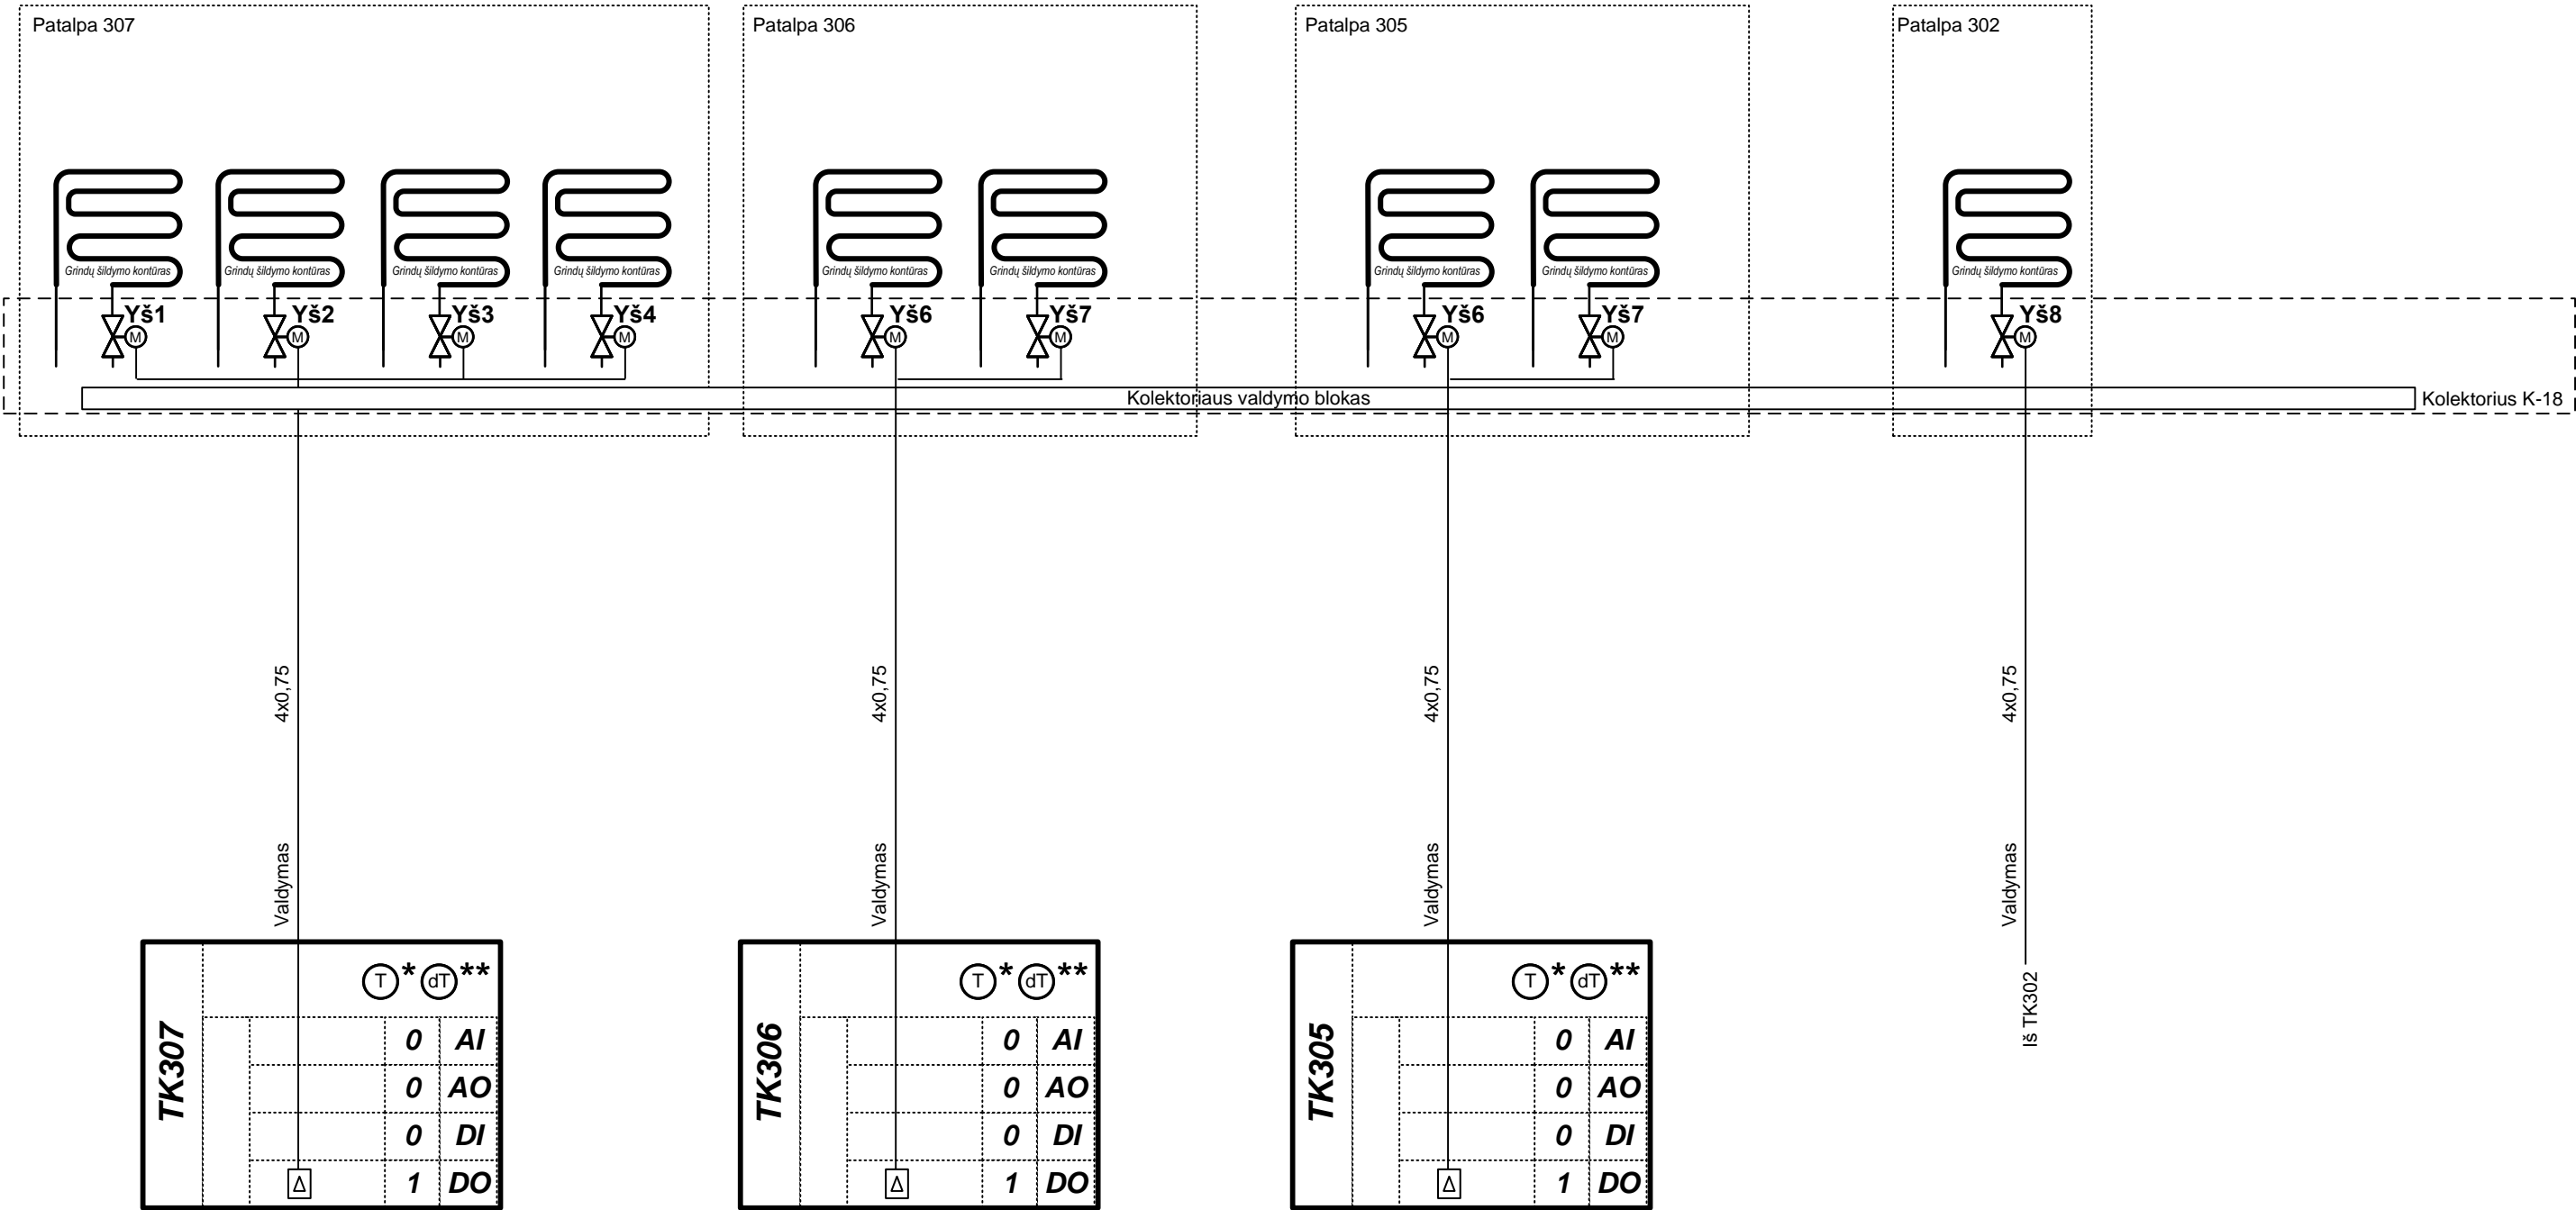 Patalpa 307
Patalpa 306
Patalpa 305
Patalpa 302
Grindų šildymo kontūras
Grindų šildymo kontūras
Grindų šildymo kontūras
Grindų šildymo kontūras
Grindų šildymo kontūras
Grindų šildymo kontūras
Grindų šildymo kontūras
Grindų šildymo kontūras
Grindų šildymo kontūras
Yš1
M
Yš2
M
Yš3
M
Yš4
M
Yš6
M
Yš7
M
Yš6
M
Yš7
M
Yš8
M
Kolektoriaus valdymo blokas
Kolektorius K-18
4x0,75
4x0,75
4x0,75
4x0,75
Valdymas
Valdymas
Valdymas
Valdymas
Iš TK302
TK307
T * dT **
0 AI
0 AO
0 DI
Δ 1 DO
TK306
T * dT **
0 AI
0 AO
0 DI
Δ 1 DO
TK305
T * dT **
0 AI
0 AO
0 DI
Δ 1 DO